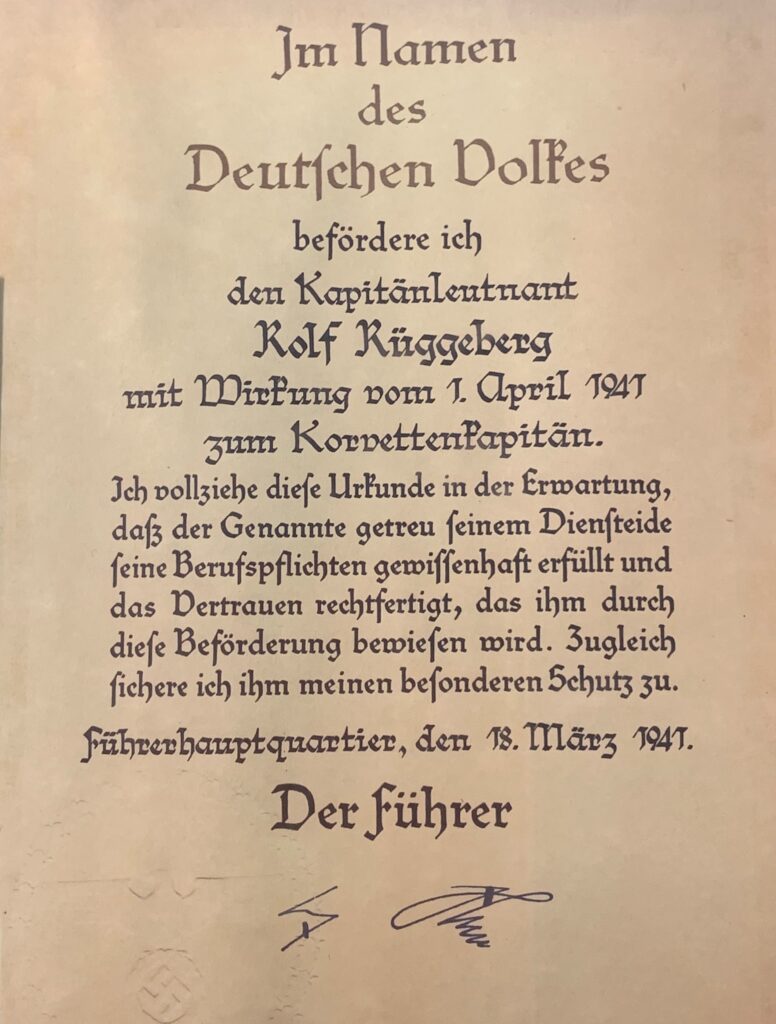 Im Namen
des
Deutschen Volkes
befördere ich
den Kapitänleutnant
Rolf Rüggeberg
mit Wirkung vom 1. April 1941
zum Korvettenkapitän.
Ich vollziehe diese Urkunde in der Erwartung,
daß der Genannte getreu seinem Diensteide
seine Berufspflichten gewissenhaft erfüllt und
das Vertrauen rechtfertigt, das ihm durch
diese Beförderung bewiesen wird. Zugleich
sichere ich ihm meinen besonderen Schutz zu.
Führerhauptquartier, den 18. März 1941.
Der Führer